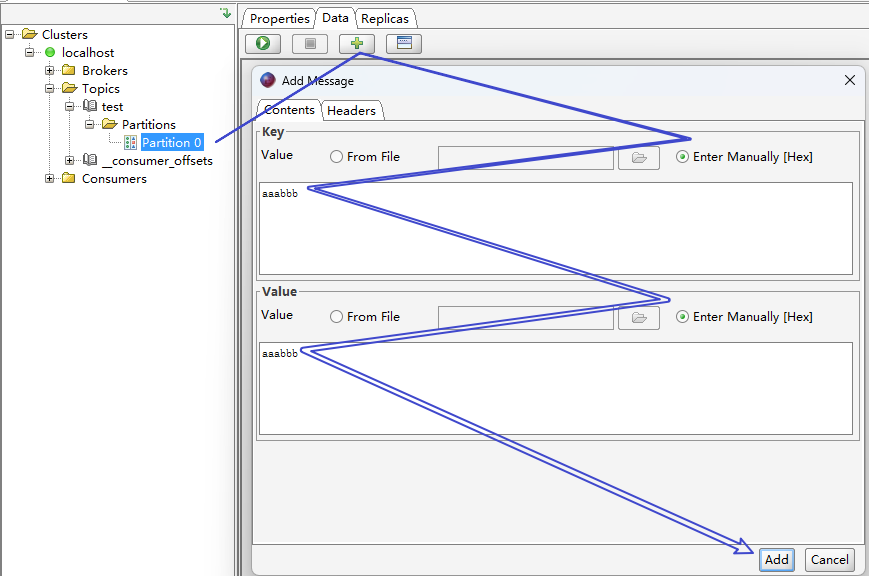 Clusters
localhost
Brokers
Topics
test
Partitions
Partition 0
__consumer_offsets
Consumers
Properties Data Replicas
Add Message
Contents Headers
Key
Value From File Enter Manually [Hex]
aaabbb
Value
Value From File Enter Manually [Hex]
aaabbb
Add Cancel